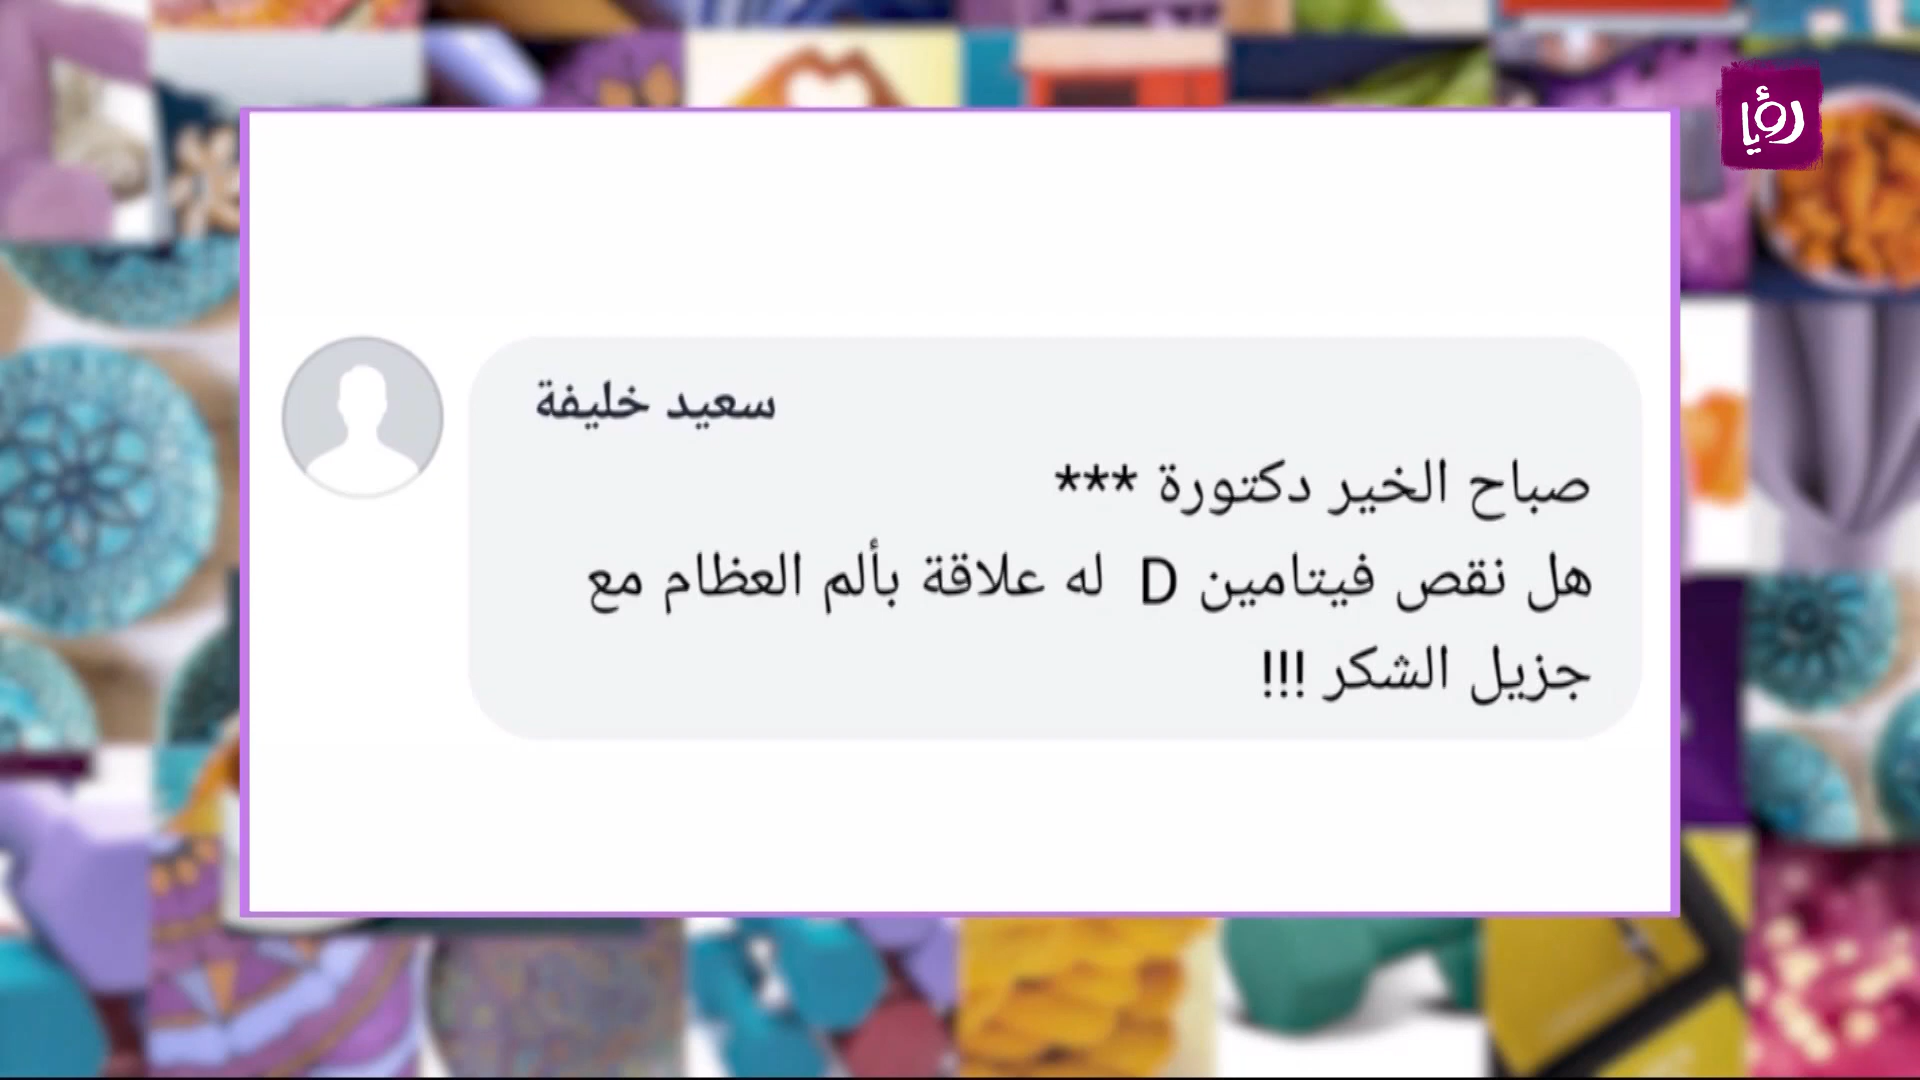 رؤيا
سعيد خليفة
صباح الخير دكتورة ***
هل نقص فيتامين D له علاقة بألم العظام مع
جزيل الشكر !!!